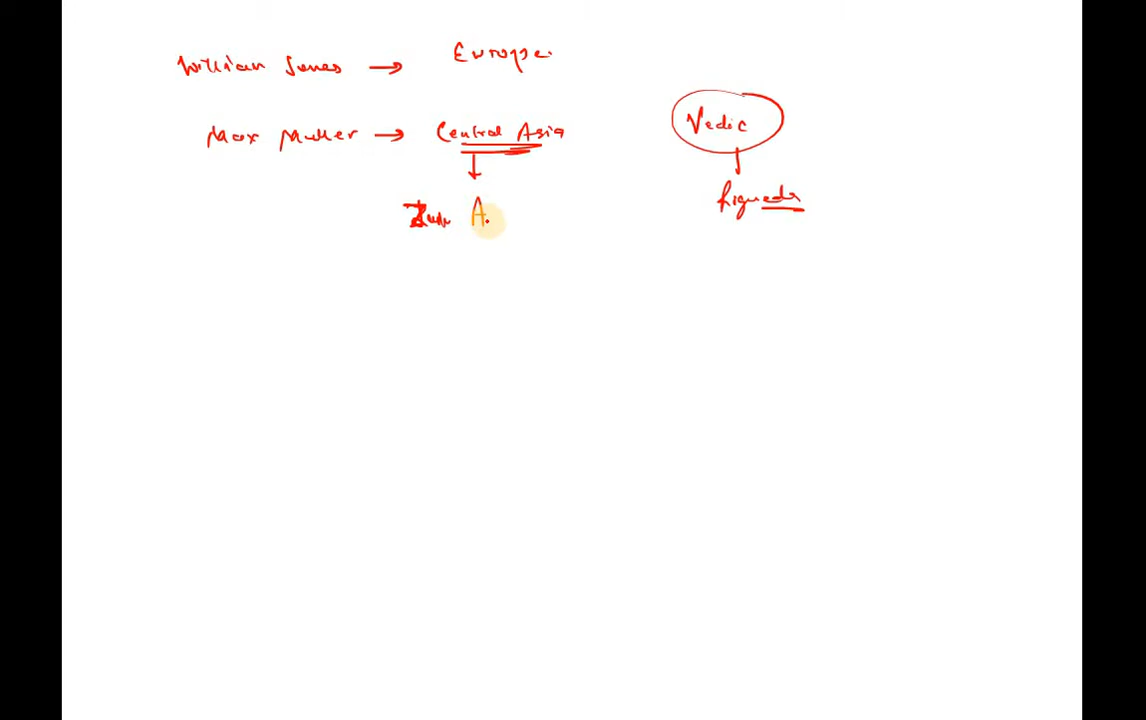 William Jones → Europe
Max Muller → Central Asia
Vedic
Rigveda
A